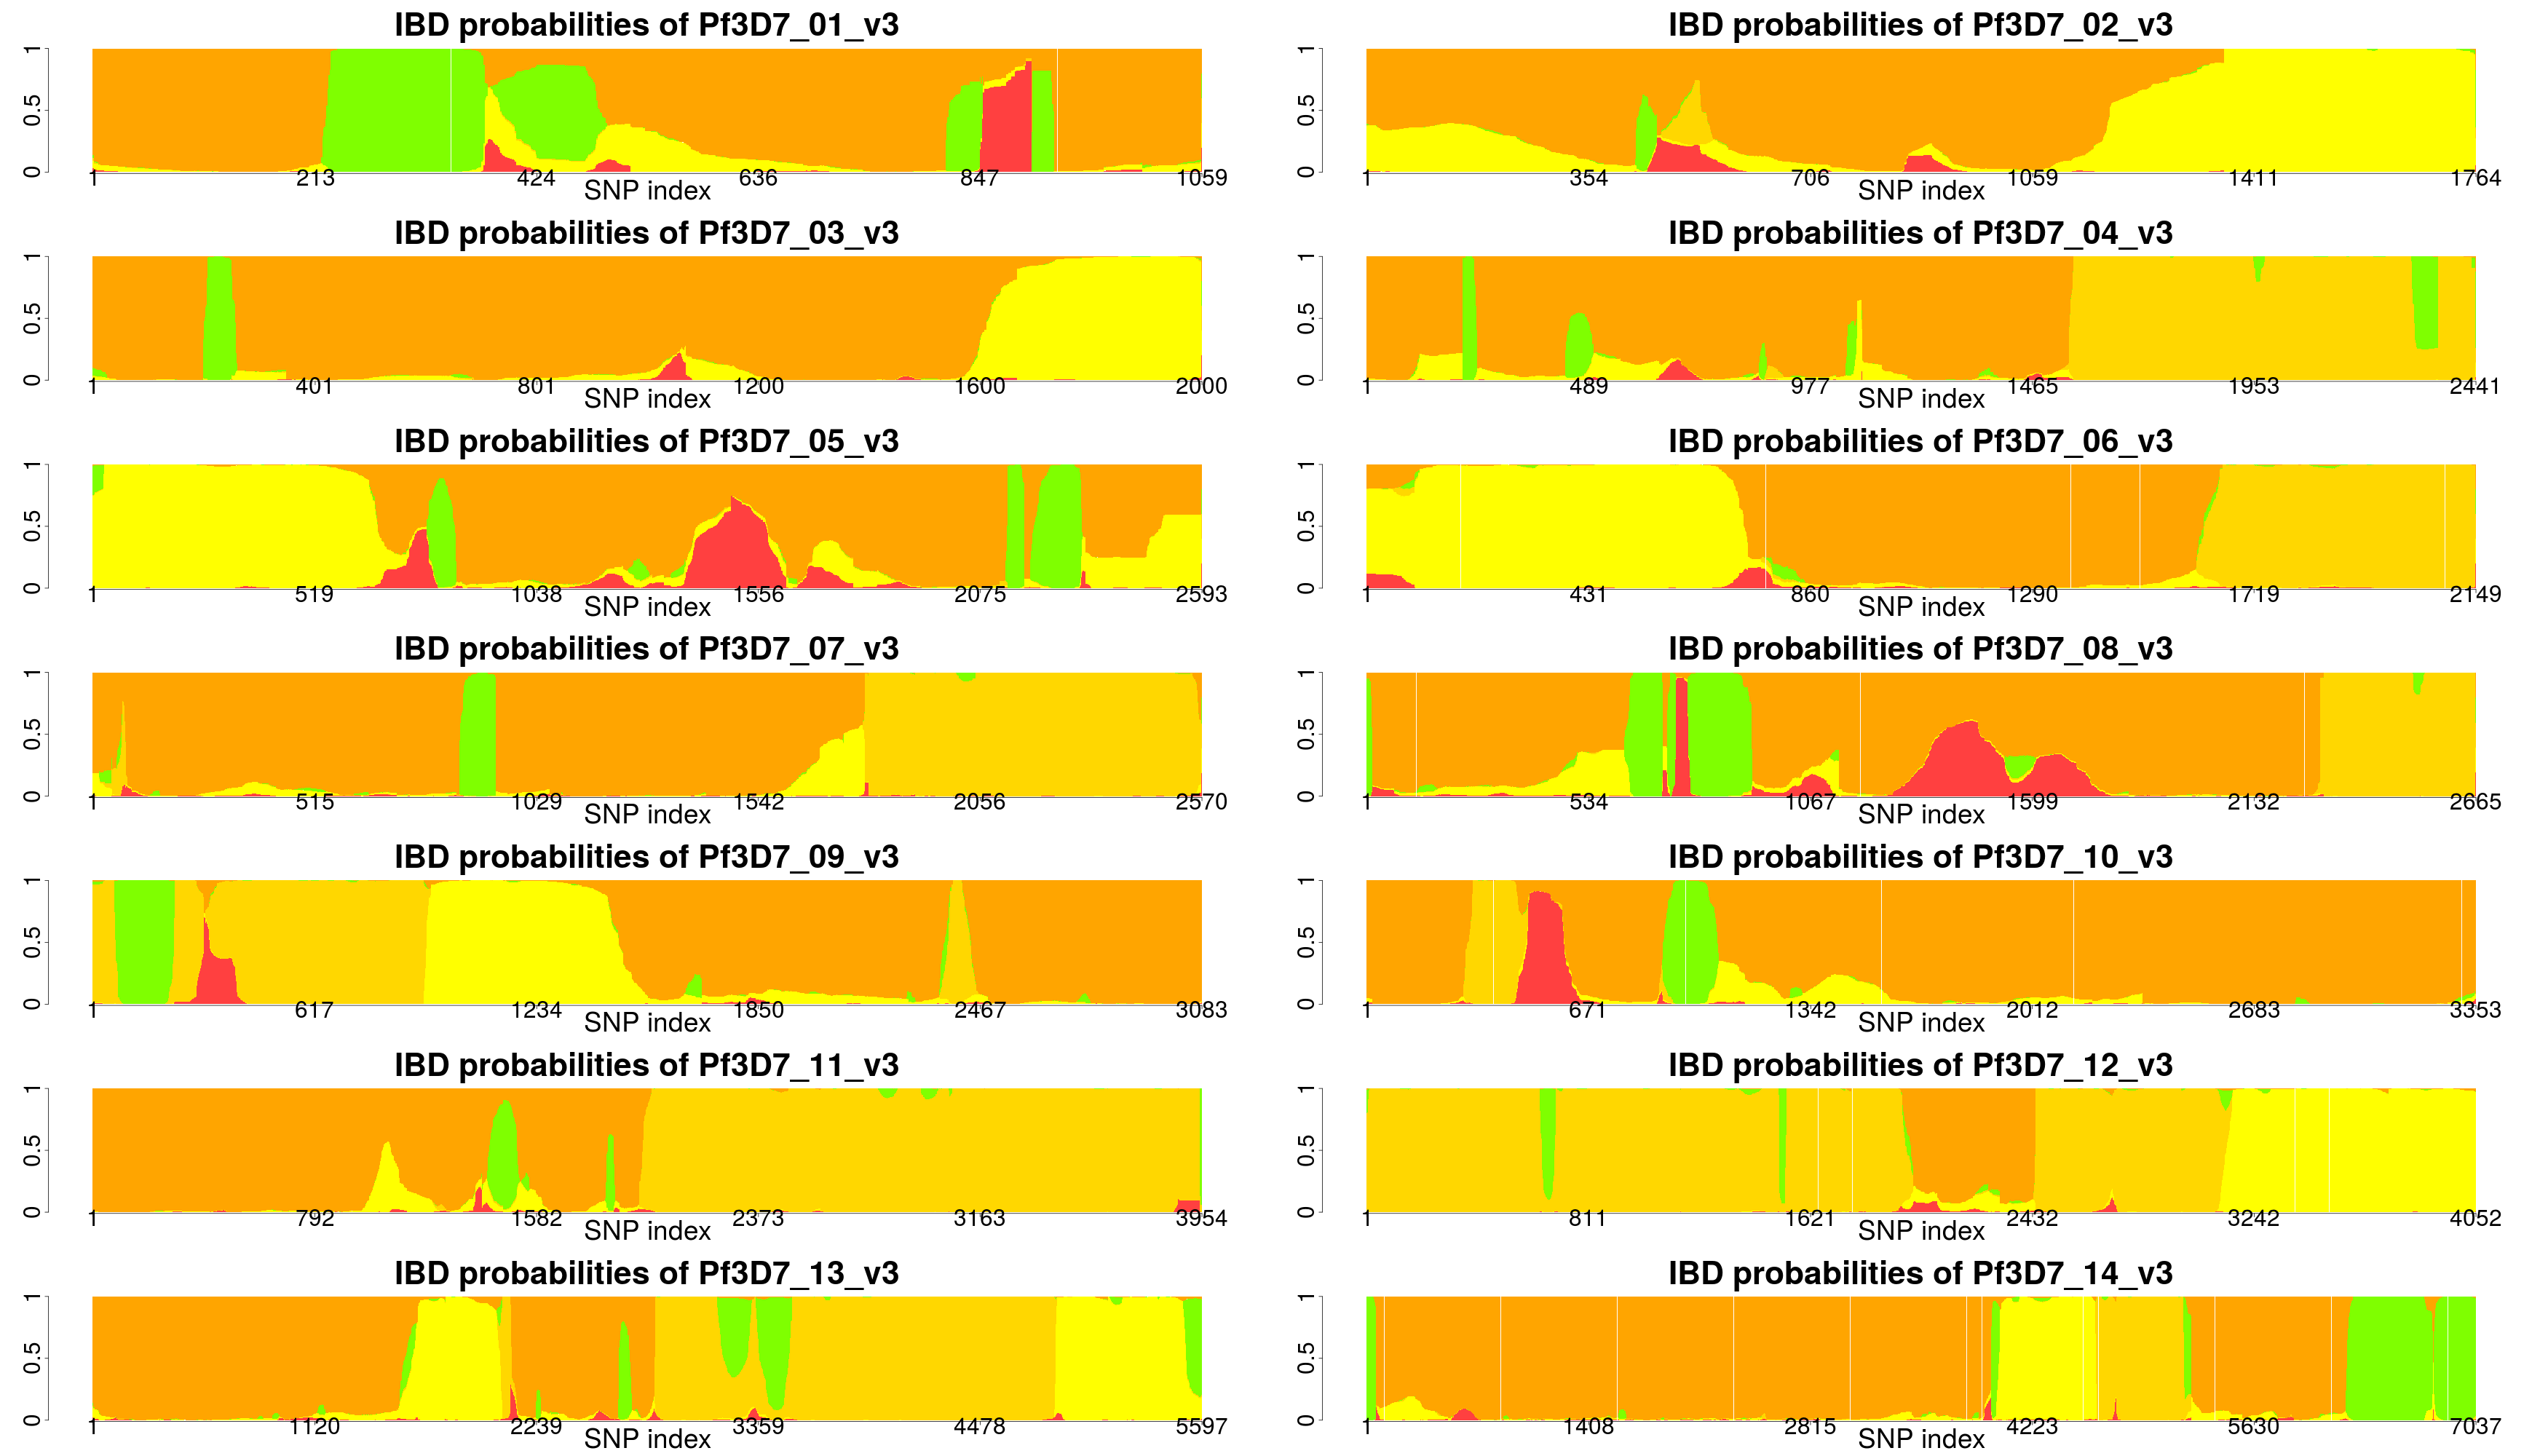 IBD probabilities of Pf3D7_01_v3
0 0.5 1
1 213 424 636 847 1059
SNP index
IBD probabilities of Pf3D7_02_v3
0 0.5 1
1 354 706 1059 1411 1764
SNP index
IBD probabilities of Pf3D7_03_v3
0 0.5 1
1 401 801 1200 1600 2000
SNP index
IBD probabilities of Pf3D7_04_v3
0 0.5 1
1 489 977 1465 1953 2441
SNP index
IBD probabilities of Pf3D7_05_v3
0 0.5 1
1 519 1038 1556 2075 2593
SNP index
IBD probabilities of Pf3D7_06_v3
0 0.5 1
1 431 860 1290 1719 2149
SNP index
IBD probabilities of Pf3D7_07_v3
0 0.5 1
1 515 1029 1542 2056 2570
SNP index
IBD probabilities of Pf3D7_08_v3
0 0.5 1
1 534 1067 1599 2132 2665
SNP index
IBD probabilities of Pf3D7_09_v3
0 0.5 1
1 617 1234 1850 2467 3083
SNP index
IBD probabilities of Pf3D7_10_v3
0 0.5 1
1 671 1342 2012 2683 3353
SNP index
IBD probabilities of Pf3D7_11_v3
0 0.5 1
1 792 1582 2373 3163 3954
SNP index
IBD probabilities of Pf3D7_12_v3
0 0.5 1
1 811 1621 2432 3242 4052
SNP index
IBD probabilities of Pf3D7_13_v3
0 0.5 1
1 1120 2239 3359 4478 5597
SNP index
IBD probabilities of Pf3D7_14_v3
0 0.5 1
1 1408 2815 4223 5630 7037
SNP index